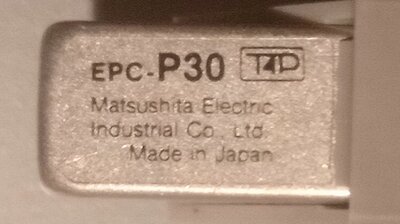 EPC-P30 T4P
Matsushita Electric
Industrial Co., Ltd.
Made in Japan